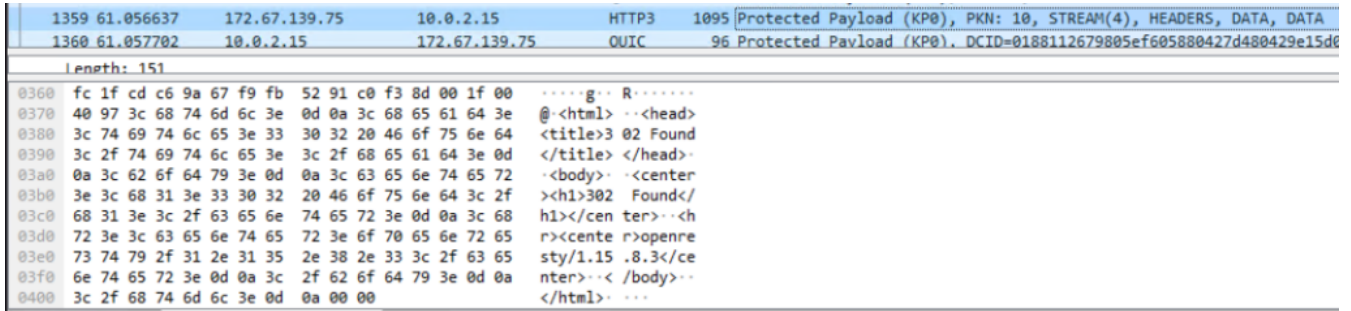 1359 61.056637 172.67.139.75 10.0.2.15 HTTP3 1095 Protected Payload (KP0), PKN: 10, STREAM(4), HEADERS, DATA, DATA
1360 61.057702 10.0.2.15 172.67.139.75 QUIC 96 Protected Payload (KP0), DCID=0188112679805ef605880427d480429e15d0
Length: 151
0360 fc 1f cd c6 9a 67 f9 fb 52 91 c0 f3 8d 00 1f 00 ·····g·· R·······
0370 40 97 3c 68 74 6d 6c 3e 0d 0a 3c 68 65 61 64 3e @·<html> ··<head>
0380 3c 74 69 74 6c 65 3e 33 30 32 20 46 6f 75 6e 64 <title>3 02 Found
0390 3c 2f 74 69 74 6c 65 3e 3c 2f 68 65 61 64 3e 0d </title> </head>·
03a0 0a 3c 62 6f 64 79 3e 0d 0a 3c 63 65 6e 74 65 72 ·<body>· ·<center
03b0 3e 3c 68 31 3e 33 30 32 20 46 6f 75 6e 64 3c 2f ><h1>302 Found</
03c0 68 31 3e 3c 2f 63 65 6e 74 65 72 3e 0d 0a 3c 68 h1></cen ter>··<h
03d0 72 3e 3c 63 65 6e 74 65 72 3e 6f 70 65 6e 72 65 r><cente r>openre
03e0 73 74 79 2f 31 2e 31 35 2e 38 2e 33 3c 2f 63 65 sty/1.15 .8.3</ce
03f0 6e 74 65 72 3e 0d 0a 3c 2f 62 6f 64 79 3e 0d 0a nter>··< /body>··
0400 3c 2f 68 74 6d 6c 3e 0d 0a 00 00 </html>· ···